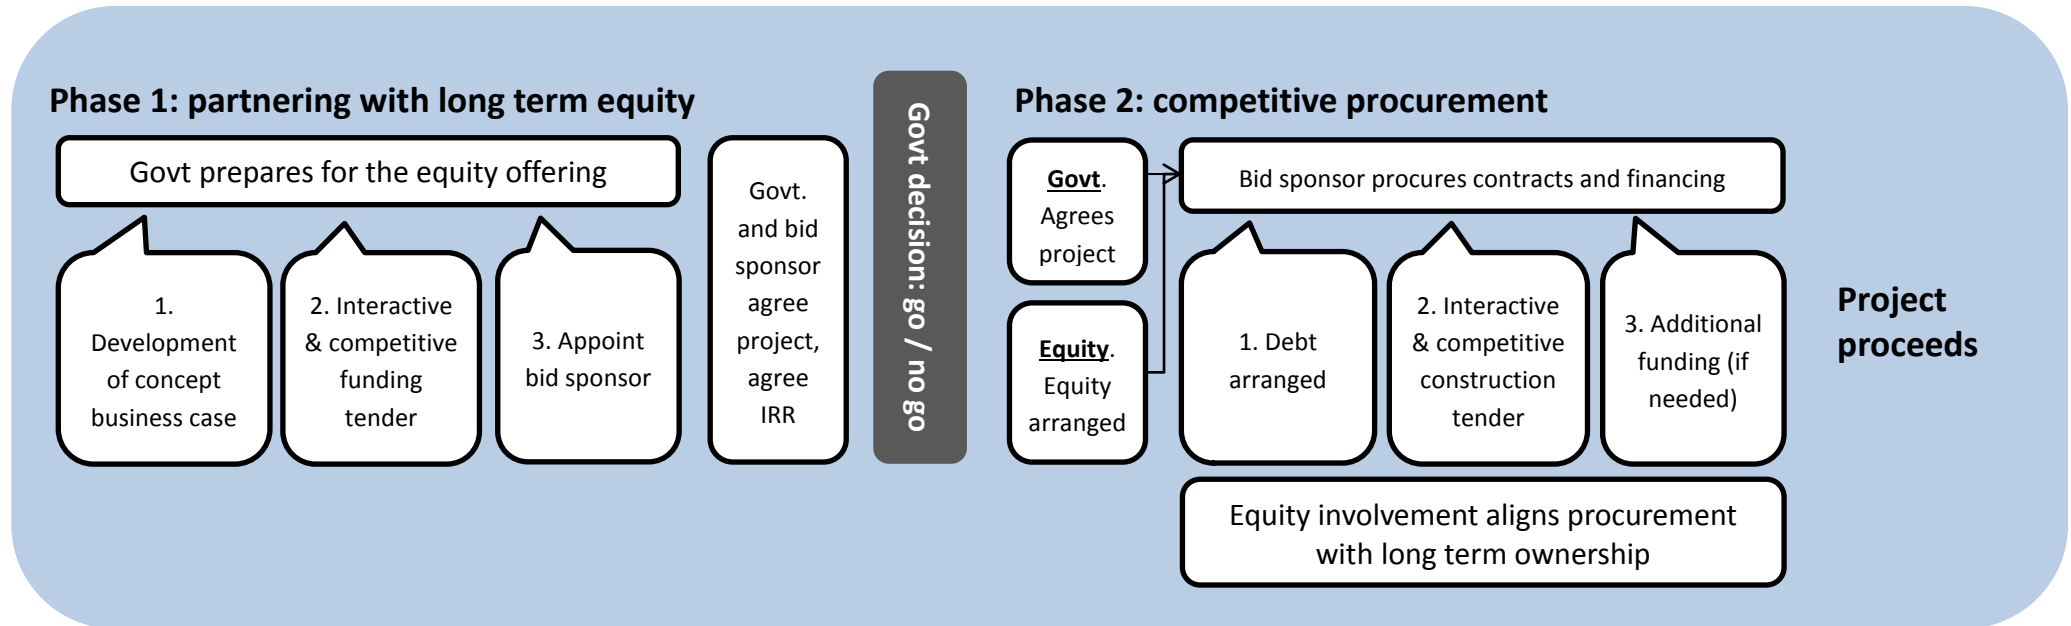 Phase 1: partnering with long term equity
Govt prepares for the equity offering
1.
Development
of concept
business case
2. Interactive
& competitive
funding
tender
3. Appoint
bid sponsor
Govt.
and bid
sponsor
agree
project,
agree
IRR
Govt decision: go / no go
Phase 2: competitive procurement
Govt.
Agrees
project
Equity.
Equity
arranged
Bid sponsor procures contracts and financing
1. Debt
arranged
2. Interactive
& competitive
construction
tender
3. Additional
funding (if
needed)
Equity involvement aligns procurement
with long term ownership
Project
proceeds